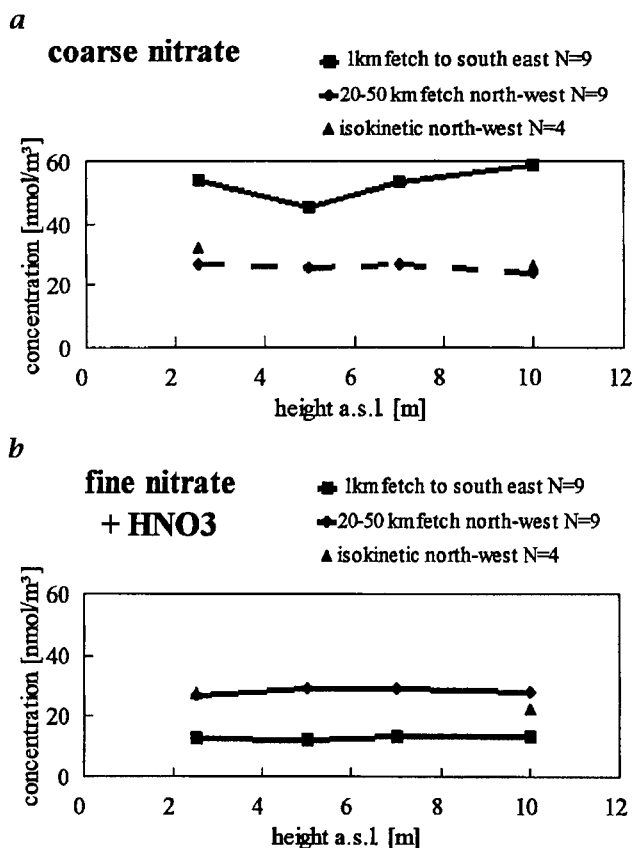 a
coarse nitrate
1km fetch to south east N=9
20-50 km fetch north-west N=9
isokinetic north-west N=4
concentration [nmol/m³]
60
40
20
0
0 2 4 6 8 10 12
height a.s.l. [m]
b
fine nitrate
+ HNO3
1km fetch to south east N=9
20-50 km fetch north-west N=9
isokinetic north-west N=4
concentration [nmol/m³]
60
40
20
0
0 2 4 6 8 10 12
height a.s.l. [m]